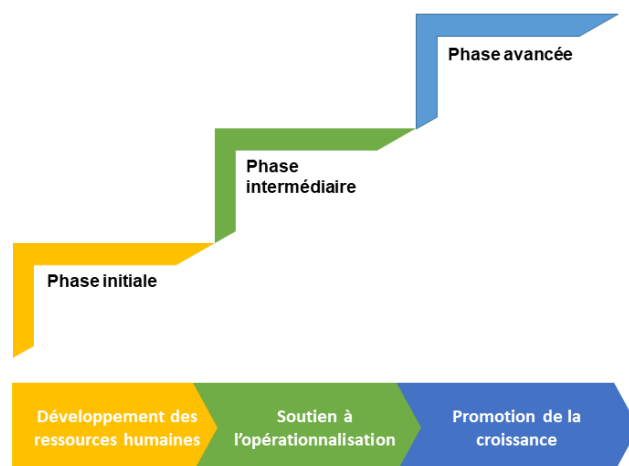 Phase avancée
Phase
intermédiaire
Phase initiale
Développement des
ressources humaines
Soutien à
l'opérationnalisation
Promotion de la
croissance